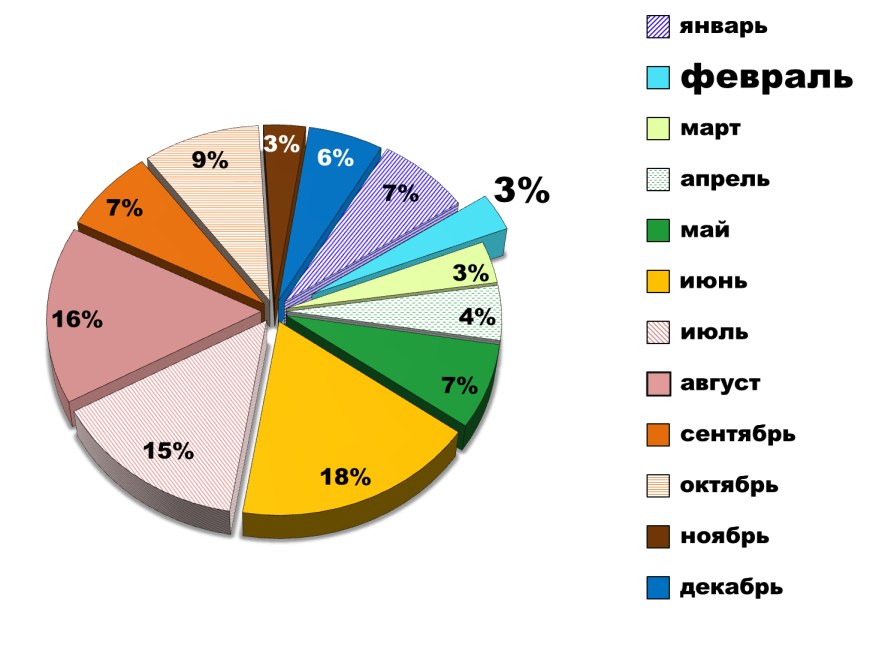 январь
февраль
март
апрель
май
июнь
июль
август
сентябрь
октябрь
ноябрь
декабрь
7%
3%
3%
4%
7%
18%
15%
16%
7%
9%
3%
6%